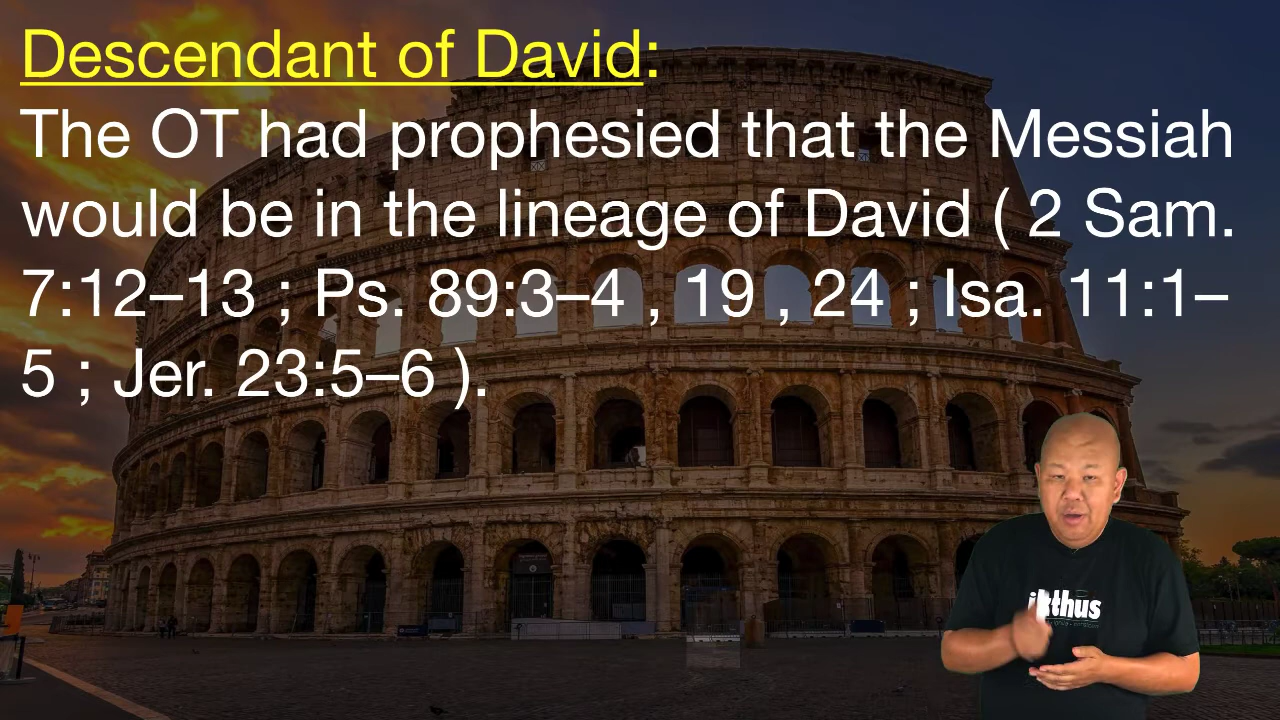 Descendant of David:
The OT had prophesied that the Messiah
would be in the lineage of David ( 2 Sam.
7:12–13 ; Ps. 89:3–4 , 19 , 24 ; Isa. 11:1–
5 ; Jer. 23:5–6 ).